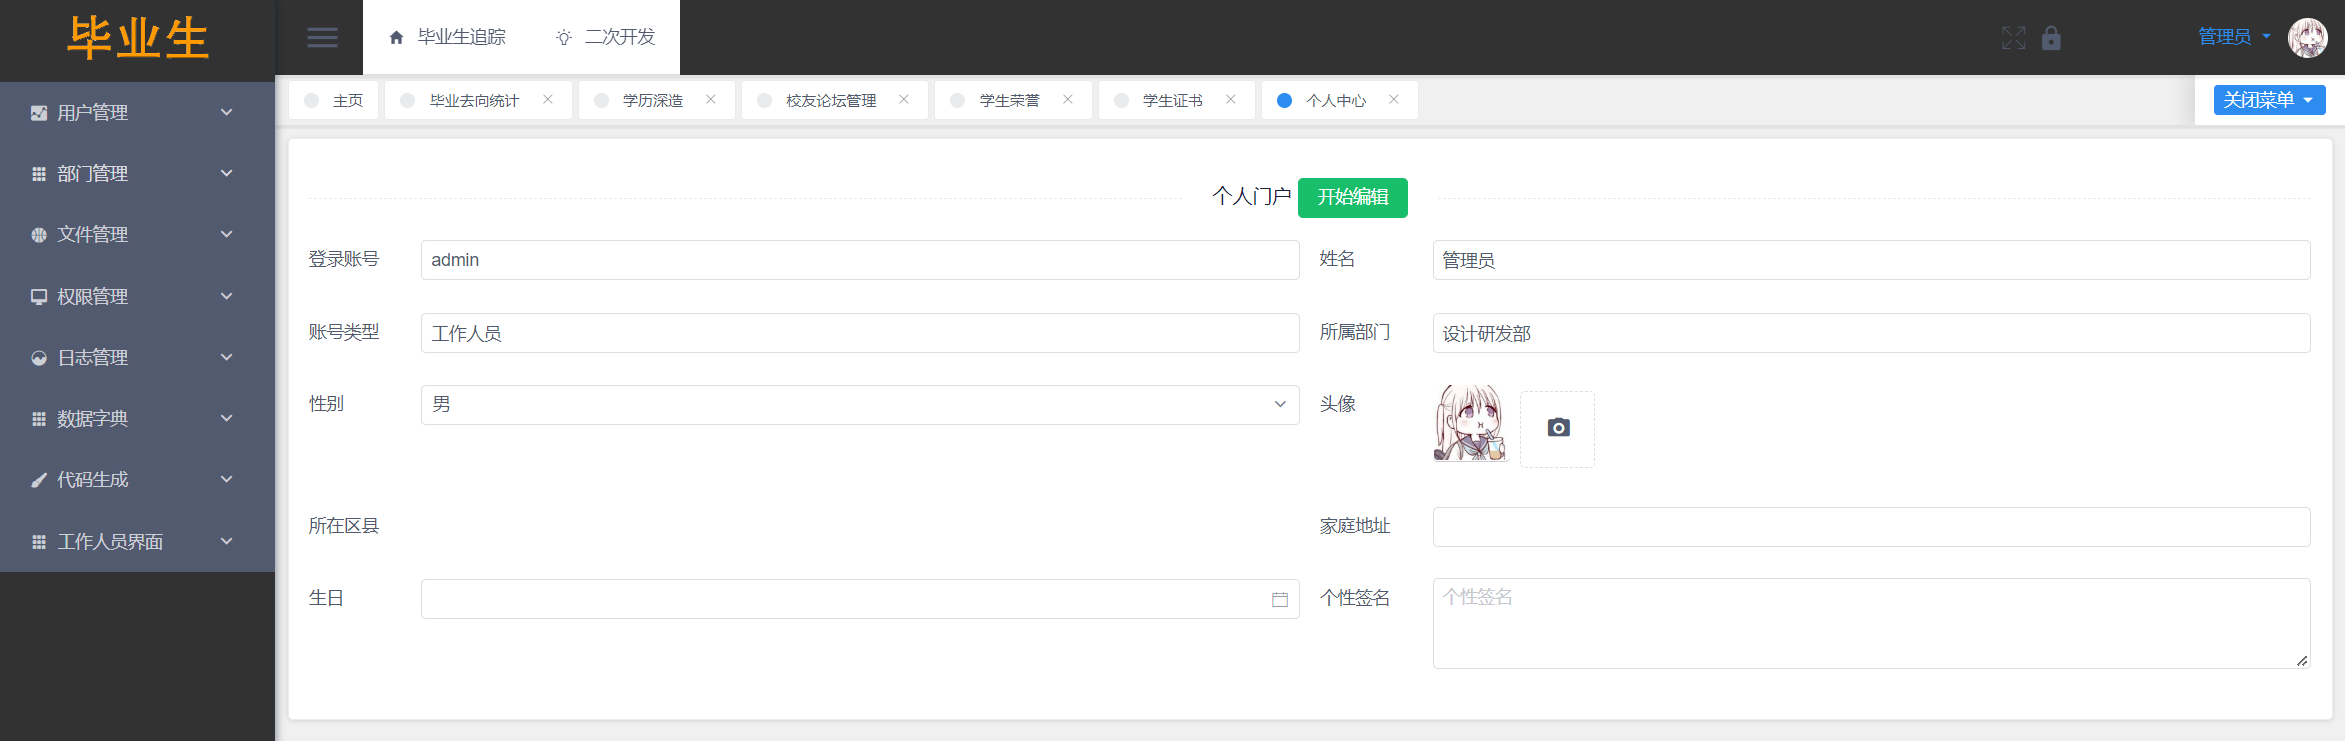 毕业生
毕业生追踪
二次开发
管理员
用户管理
部门管理
文件管理
权限管理
日志管理
数据字典
代码生成
工作人员界面
主页
毕业去向统计
学历深造
校友论坛管理
学生荣誉
学生证书
个人中心
关闭菜单
个人门户 开始编辑
登录账号 admin
姓名 管理员
账号类型 工作人员
所属部门 设计研发部
性别 男
头像
所在区县
家庭地址
生日
个性签名 个性签名